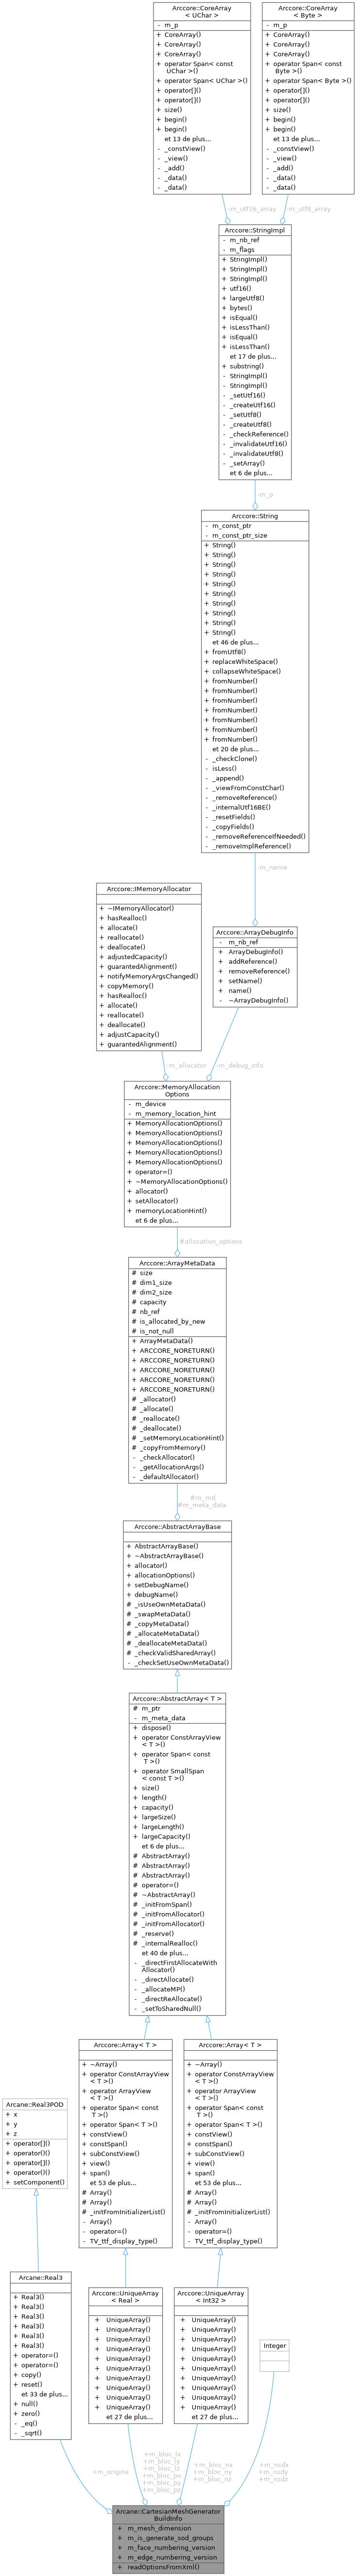 Arccore::CoreArray
< UChar >
- m_p
+ CoreArray()
+ CoreArray()
+ CoreArray()
+ operator Span< const
UChar >()
+ operator Span< UChar >()
+ operator[]()
+ operator[]()
+ size()
+ begin()
+ begin()
et 13 de plus...
- _constView()
- _view()
- _add()
- _data()
- _data()
Arccore::CoreArray
< Byte >
- m_p
+ CoreArray()
+ CoreArray()
+ CoreArray()
+ operator Span< const
Byte >()
+ operator Span< Byte >()
+ operator[]()
+ operator[]()
+ size()
+ begin()
+ begin()
et 13 de plus...
- _constView()
- _view()
- _add()
- _data()
- _data()
-m_utf16_array
-m_utf8_array
Arccore::StringImpl
- m_nb_ref
- m_flags
+ StringImpl()
+ StringImpl()
+ StringImpl()
+ utf16()
+ largeUtf8()
+ bytes()
+ isEqual()
+ isLessThan()
+ isEqual()
+ isLessThan()
et 17 de plus...
+ substring()
- StringImpl()
- StringImpl()
- _setUtf16()
- _createUtf16()
- _setUtf8()
- _createUtf8()
- _checkReference()
- _invalidateUtf16()
- _invalidateUtf8()
- _setArray()
et 6 de plus...
-m_p
Arccore::String
- m_const_ptr
- m_const_ptr_size
+ String()
+ String()
+ String()
+ String()
+ String()
+ String()
+ String()
+ String()
+ String()
+ String()
et 46 de plus...
+ fromUtf8()
+ replaceWhiteSpace()
+ collapseWhiteSpace()
+ fromNumber()
+ fromNumber()
+ fromNumber()
+ fromNumber()
+ fromNumber()
+ fromNumber()
+ fromNumber()
et 20 de plus...
- _checkClone()
- isLess()
- _append()
- _viewFromConstChar()
- _removeReference()
- _internalUtf16BE()
- _resetFields()
- _copyFields()
- _removeReferenceIfNeeded()
- _removeImplReference()
-m_name
Arccore::IMemoryAllocator
+ ~IMemoryAllocator()
+ hasRealloc()
+ allocate()
+ reallocate()
+ deallocate()
+ adjustedCapacity()
+ guarantedAlignment()
+ notifyMemoryArgsChanged()
+ copyMemory()
+ hasRealloc()
+ allocate()
+ reallocate()
+ deallocate()
+ adjustCapacity()
+ guarantedAlignment()
Arccore::ArrayDebugInfo
- m_nb_ref
+ ArrayDebugInfo()
+ addReference()
+ removeReference()
+ setName()
+ name()
- ~ArrayDebugInfo()
-m_allocator
-m_debug_info
Arccore::MemoryAllocation
Options
- m_device
- m_memory_location_hint
+ MemoryAllocationOptions()
+ MemoryAllocationOptions()
+ MemoryAllocationOptions()
+ MemoryAllocationOptions()
+ MemoryAllocationOptions()
+ operator=()
+ ~MemoryAllocationOptions()
+ allocator()
+ setAllocator()
+ memoryLocationHint()
et 6 de plus...
#allocation_options
Arccore::ArrayMetaData
# size
# dim1_size
# dim2_size
# capacity
# nb_ref
# is_allocated_by_new
# is_not_null
+ ArrayMetaData()
+ ARCCORE_NORETURN()
+ ARCCORE_NORETURN()
+ ARCCORE_NORETURN()
+ ARCCORE_NORETURN()
+ ARCCORE_NORETURN()
# _allocator()
# _allocate()
# _reallocate()
# _deallocate()
# _setMemoryLocationHint()
# _copyFromMemory()
- _checkAllocator()
- _getAllocationArgs()
- _defaultAllocator()
#m_md
#m_meta_data
Arccore::AbstractArrayBase
+ AbstractArrayBase()
+ ~AbstractArrayBase()
+ allocator()
+ allocationOptions()
+ setDebugName()
+ debugName()
# _isUseOwnMetaData()
# _swapMetaData()
# _copyMetaData()
# _allocateMetaData()
# _deallocateMetaData()
# _checkValidSharedArray()
- _checkSetUseOwnMetaData()
Arccore::AbstractArray< T >
# m_ptr
- m_meta_data
+ dispose()
+ operator ConstArrayView
< T >()
+ operator Span< const
T >()
+ operator SmallSpan
< const T >()
+ size()
+ length()
+ capacity()
+ largeSize()
+ largeLength()
+ largeCapacity()
et 6 de plus...
# AbstractArray()
# AbstractArray()
# AbstractArray()
# operator=()
# ~AbstractArray()
# _initFromSpan()
# _initFromAllocator()
# _initFromAllocator()
# _reserve()
# _internalRealloc()
et 40 de plus...
- _directFirstAllocateWith
Allocator()
- _directAllocate()
- _allocateMP()
- _directReAllocate()
- _setToSharedNull()
Arccore::Array< T >
+ ~Array()
+ operator ConstArrayView
< T >()
+ operator ArrayView
< T >()
+ operator Span< const
T >()
+ operator Span< T >()
+ constView()
+ constSpan()
+ subConstView()
+ view()
+ span()
et 53 de plus...
# Array()
# Array()
# _initFromInitializerList()
- Array()
- operator=()
- TV_ttf_display_type()
Arccore::Array< T >
+ ~Array()
+ operator ConstArrayView
< T >()
+ operator ArrayView
< T >()
+ operator Span< const
T >()
+ operator Span< T >()
+ constView()
+ constSpan()
+ subConstView()
+ view()
+ span()
et 53 de plus...
# Array()
# Array()
# _initFromInitializerList()
- Array()
- operator=()
- TV_ttf_display_type()
Arcane::Real3POD
+ x
+ y
+ z
+ operator[]()
+ operator()()
+ operator[]()
+ operator()()
+ setComponent()
Arcane::Real3
+ Real3()
+ Real3()
+ Real3()
+ Real3()
+ Real3()
+ Real3()
+ operator=()
+ operator=()
+ copy()
+ reset()
et 33 de plus...
+ null()
+ zero()
- _eq()
- _sqrt()
Arccore::UniqueArray
< Real >
+ UniqueArray()
+ UniqueArray()
+ UniqueArray()
+ UniqueArray()
+ UniqueArray()
+ UniqueArray()
+ UniqueArray()
+ UniqueArray()
+ UniqueArray()
+ UniqueArray()
et 27 de plus...
Arccore::UniqueArray
< Int32 >
+ UniqueArray()
+ UniqueArray()
+ UniqueArray()
+ UniqueArray()
+ UniqueArray()
+ UniqueArray()
+ UniqueArray()
+ UniqueArray()
+ UniqueArray()
+ UniqueArray()
et 27 de plus...
Integer
+m_origine
+m_bloc_lx
+m_bloc_ly
+m_bloc_lz
+m_bloc_px
+m_bloc_py
+m_bloc_pz
+m_bloc_nx
+m_bloc_ny
+m_bloc_nz
+m_nsdx
+m_nsdy
+m_nsdz
Arcane::CartesianMeshGenerator
BuildInfo
+ m_mesh_dimension
+ m_is_generate_sod_groups
+ m_face_numbering_version
+ m_edge_numbering_version
+ readOptionsFromXml()